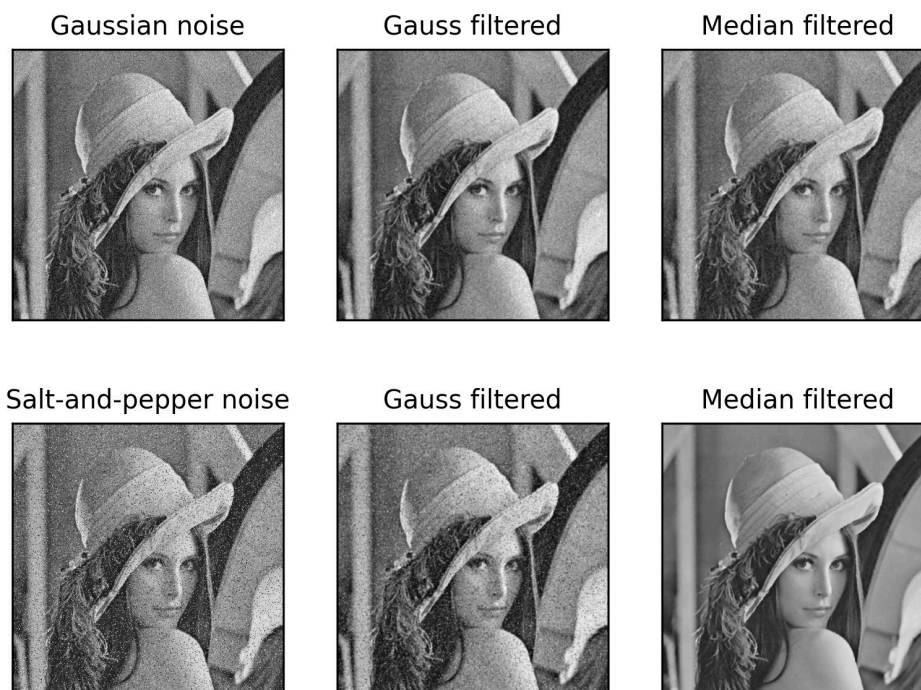 Gaussian noise
Gauss filtered
Median filtered
Salt-and-pepper noise
Gauss filtered
Median filtered